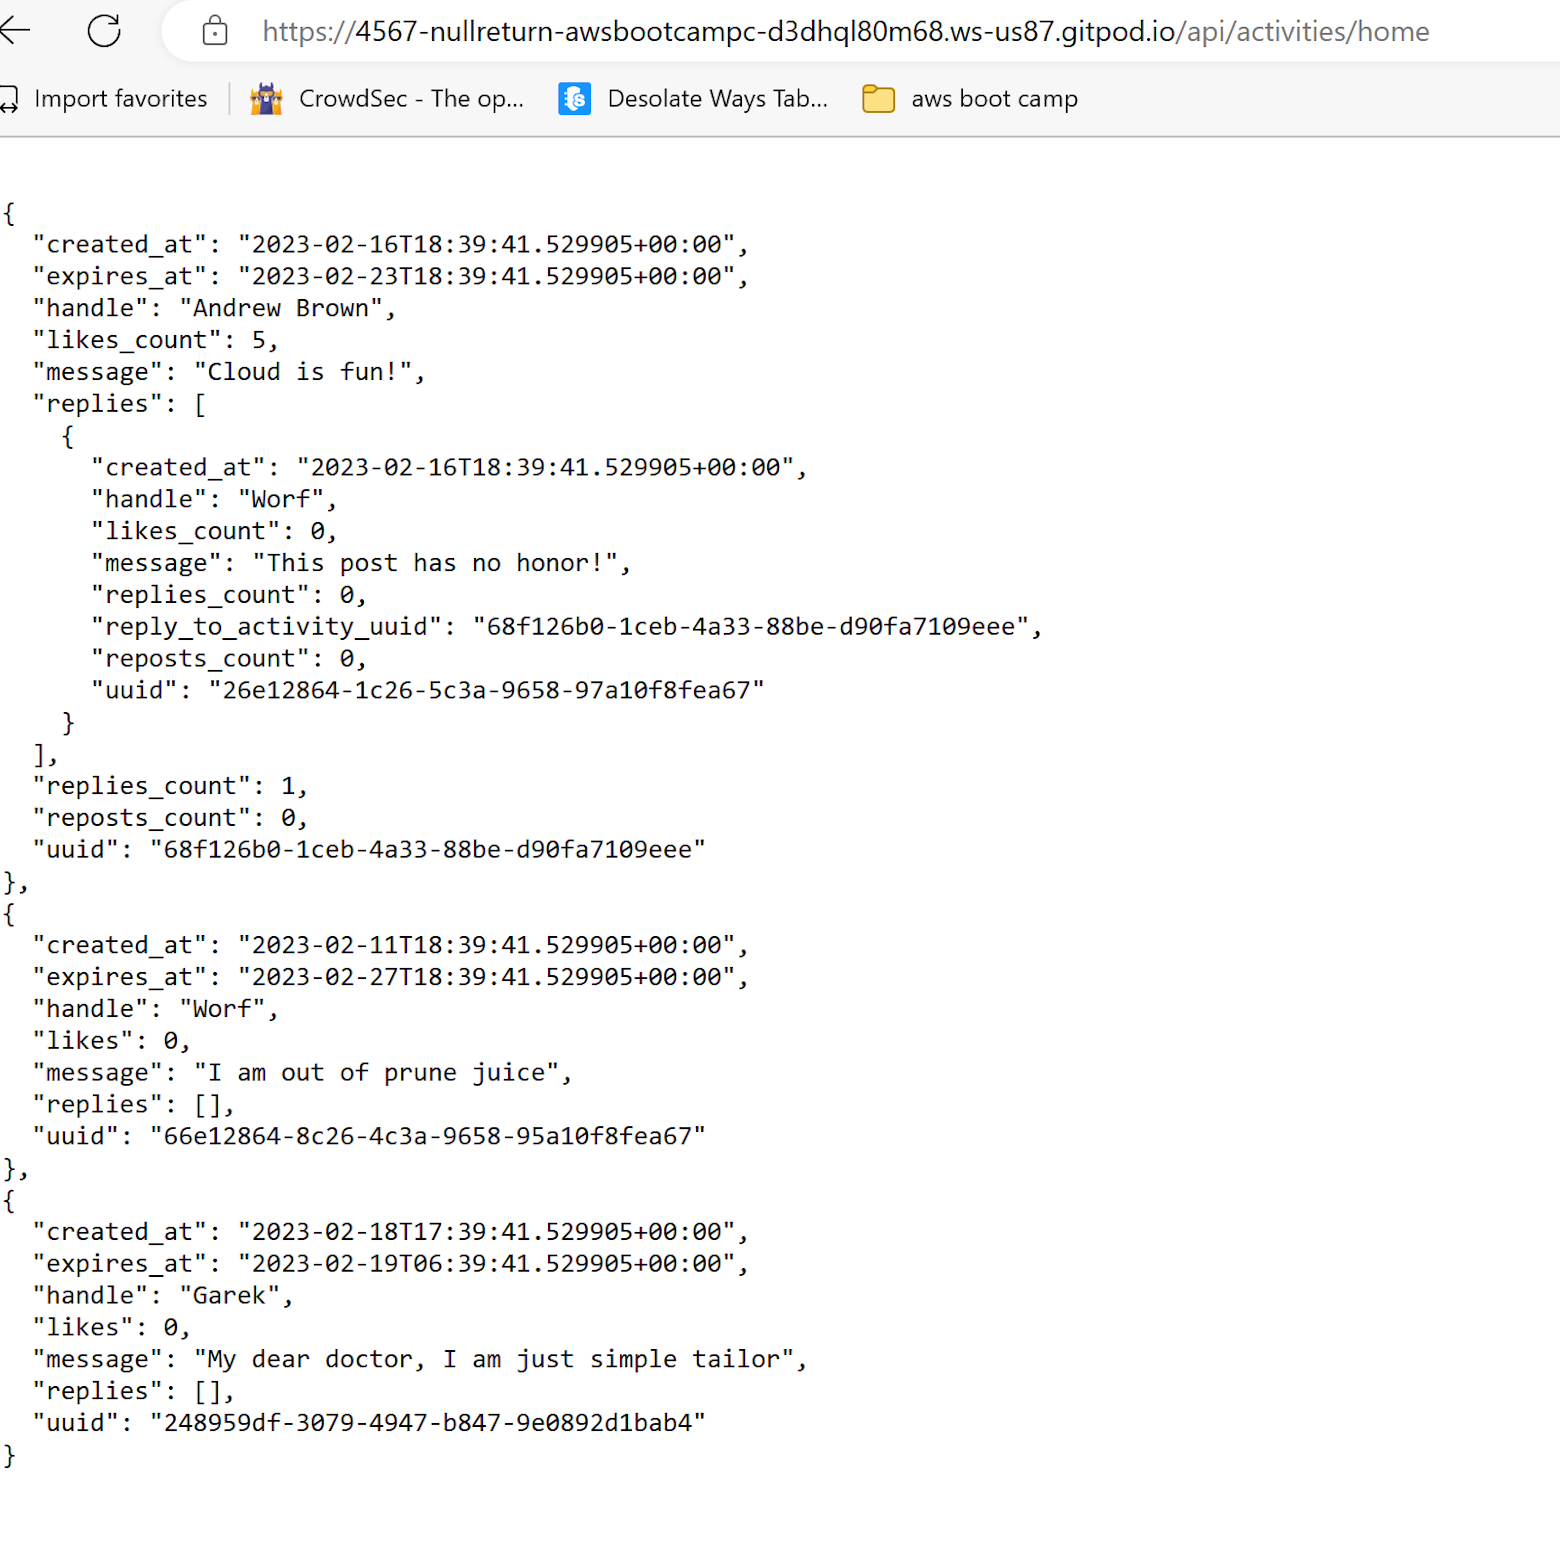 https://4567-nullreturn-awsbootcampc-d3dhql80m68.ws-us87.gitpod.io/api/activities/home
Import favorites CrowdSec - The op... Desolate Ways Tab... aws boot camp
{
"created_at": "2023-02-16T18:39:41.529905+00:00",
"expires_at": "2023-02-23T18:39:41.529905+00:00",
"handle": "Andrew Brown",
"likes_count": 5,
"message": "Cloud is fun!",
"replies": [
{
"created_at": "2023-02-16T18:39:41.529905+00:00",
"handle": "Worf",
"likes_count": 0,
"message": "This post has no honor!",
"replies_count": 0,
"reply_to_activity_uuid": "68f126b0-1ceb-4a33-88be-d90fa7109eee",
"reposts_count": 0,
"uuid": "26e12864-1c26-5c3a-9658-97a10f8fea67"
}
],
"replies_count": 1,
"reposts_count": 0,
"uuid": "68f126b0-1ceb-4a33-88be-d90fa7109eee"
},
{
"created_at": "2023-02-11T18:39:41.529905+00:00",
"expires_at": "2023-02-27T18:39:41.529905+00:00",
"handle": "Worf",
"likes": 0,
"message": "I am out of prune juice",
"replies": [],
"uuid": "66e12864-8c26-4c3a-9658-95a10f8fea67"
},
{
"created_at": "2023-02-18T17:39:41.529905+00:00",
"expires_at": "2023-02-19T06:39:41.529905+00:00",
"handle": "Garek",
"likes": 0,
"message": "My dear doctor, I am just simple tailor",
"replies": [],
"uuid": "248959df-3079-4947-b847-9e0892d1bab4"
}